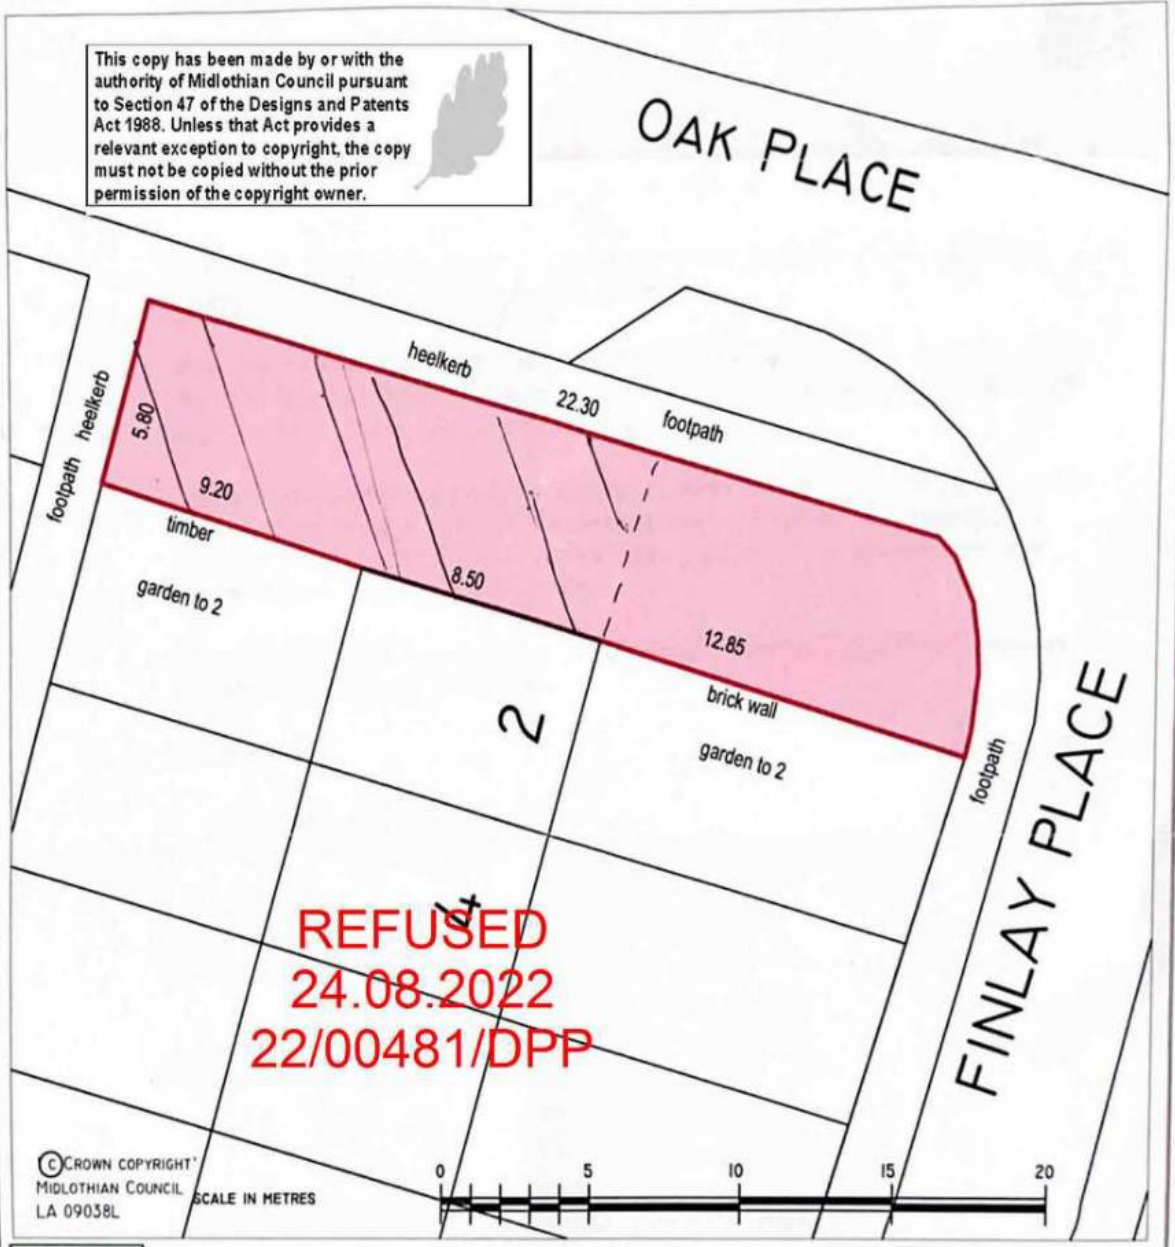 This copy has been made by or with the
authority of Midlothian Council pursuant
to Section 47 of the Designs and Patents
Act 1988. Unless that Act provides a
relevant exception to copyright, the copy
must not be copied without the prior
permission of the copyright owner.
OAK PLACE
heelkerb
22.30
footpath
footpath heelkerb
5.80
9.20
timber
8.50
12.85
brick wall
garden to 2
garden to 2
2
footpath
FINLAY PLACE
4
REFUSED
24.08.2022
22/00481/DPP
© CROWN COPYRIGHT
MIDLOTHIAN COUNCIL
LA 09038L
SCALE IN METRES
0 5 10 15 20